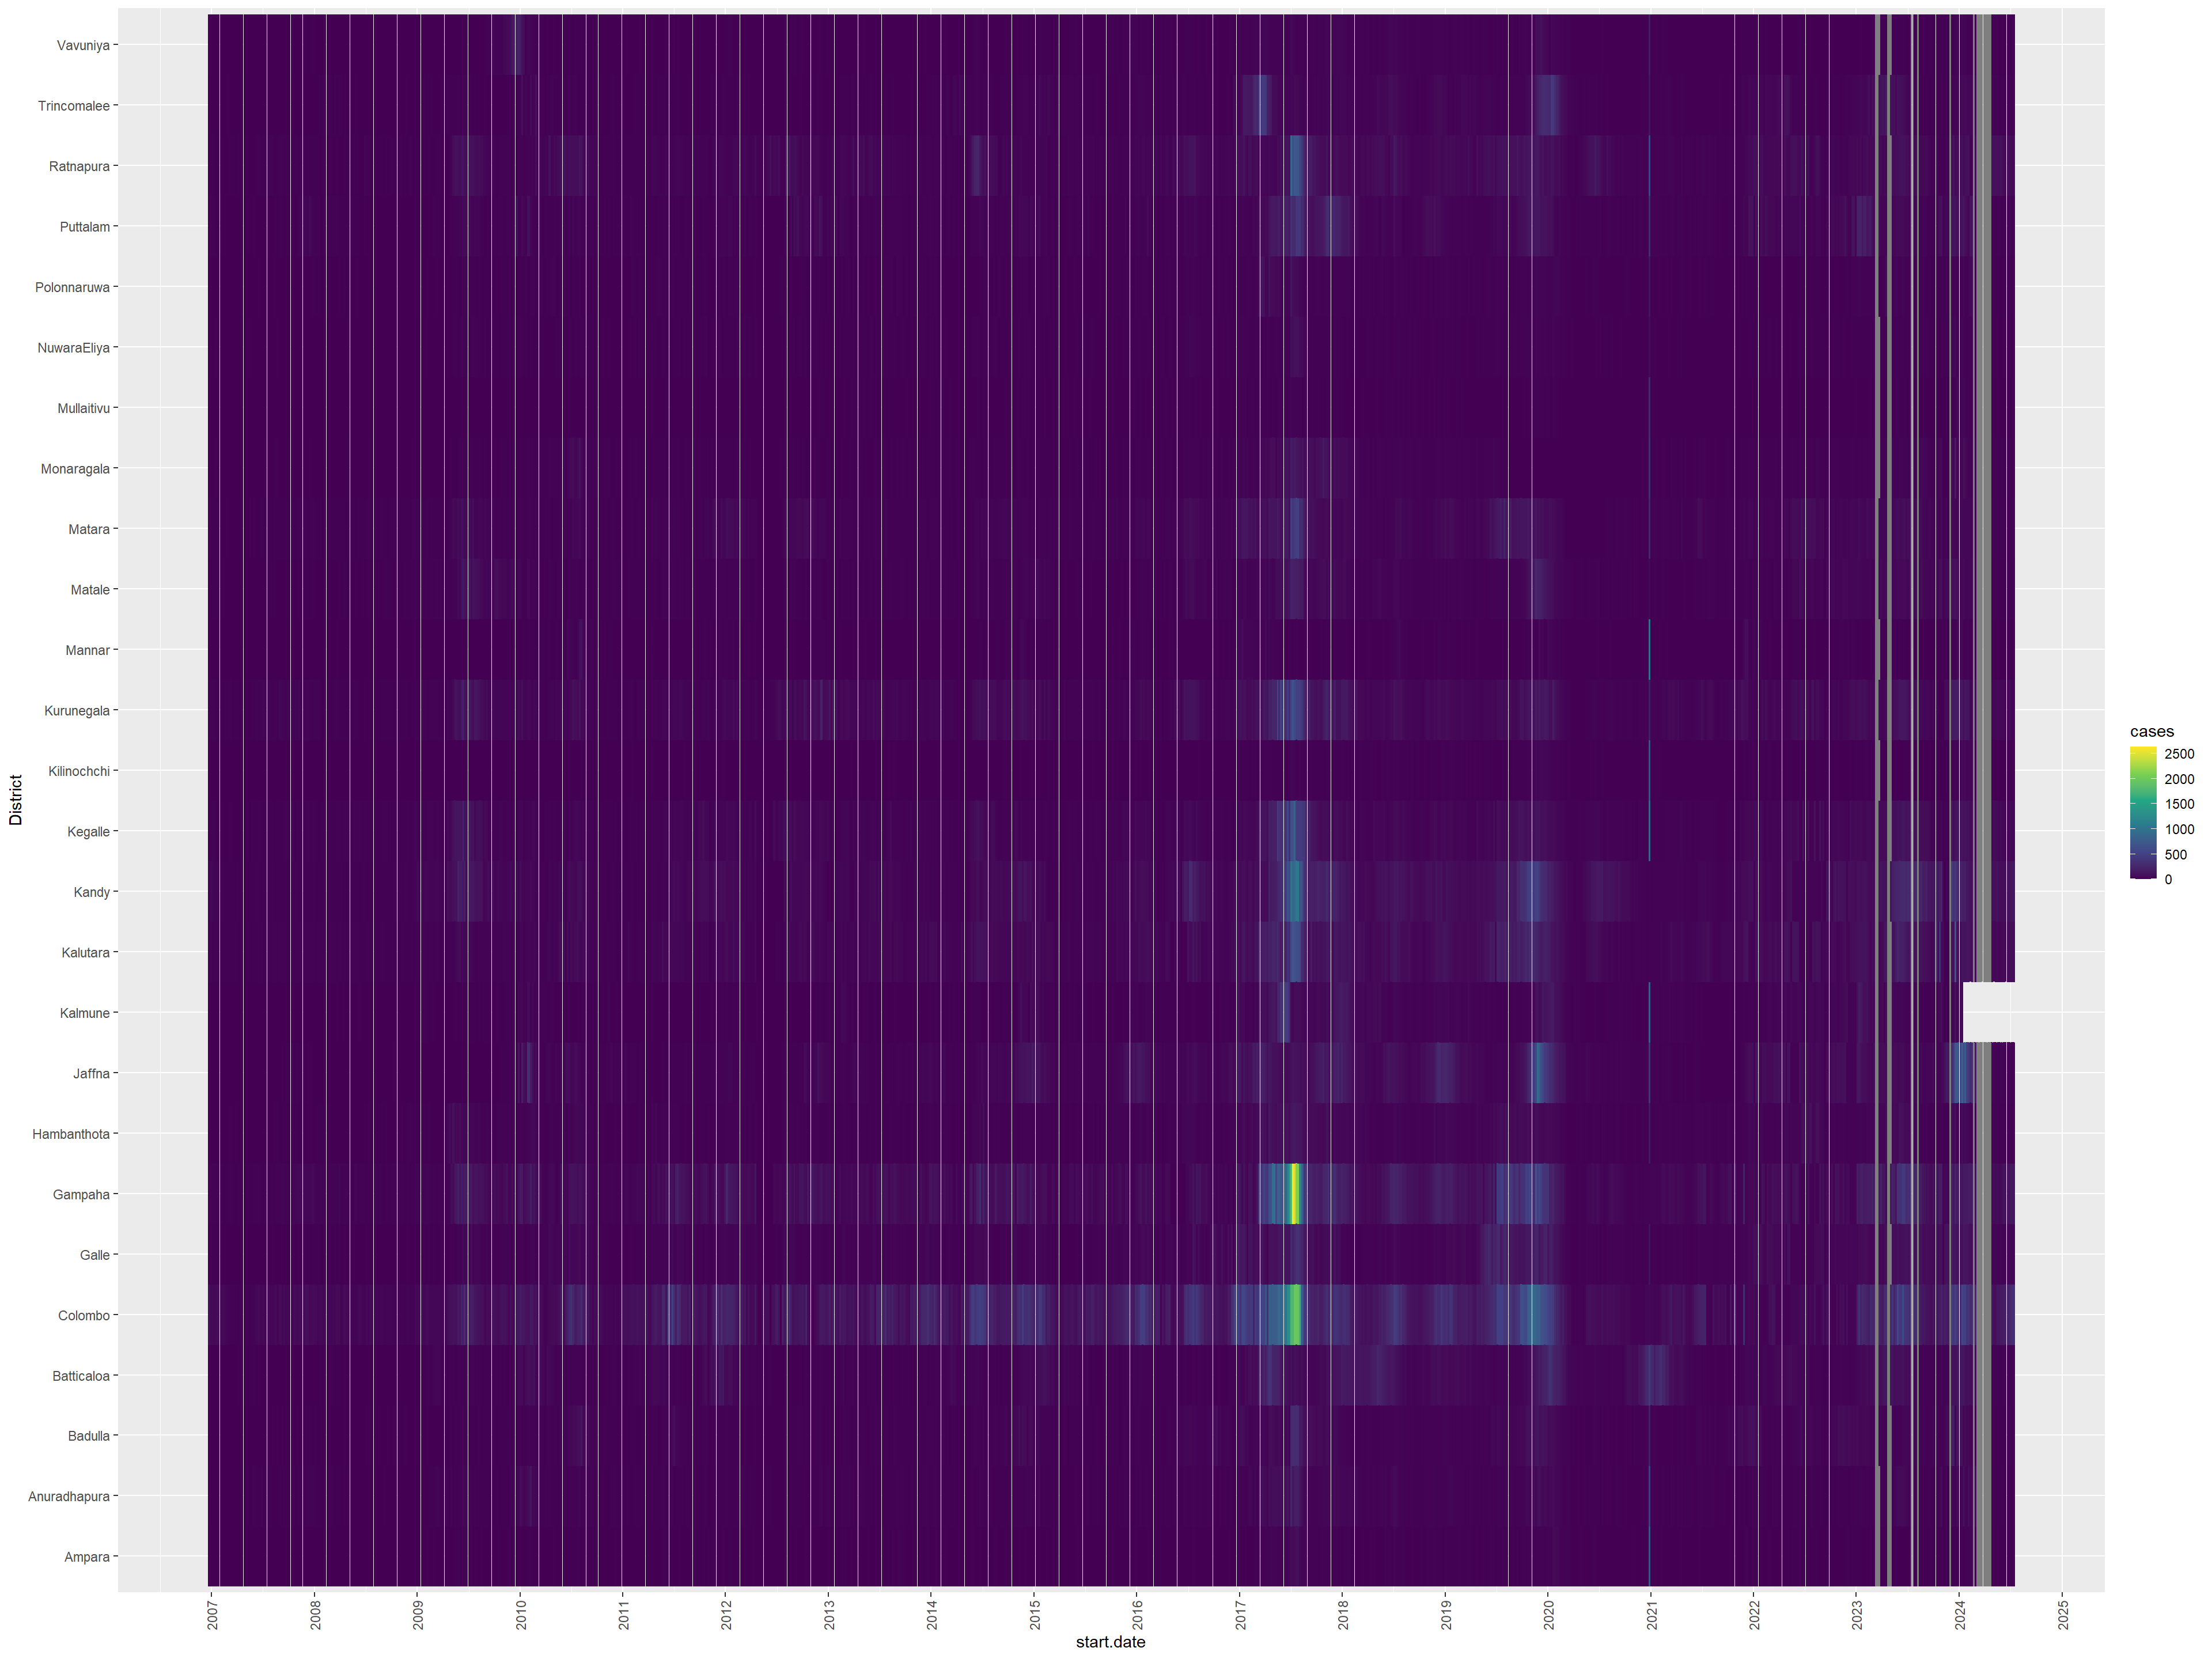 District
Vavuniya
Trincomalee
Ratnapura
Puttalam
Polonnaruwa
NuwaraEliya
Mullaitivu
Monaragala
Matara
Matale
Mannar
Kurunegala
Kilinochchi
Kegalle
Kandy
Kalutara
Kalmune
Jaffna
Hambanthota
Gampaha
Galle
Colombo
Batticaloa
Badulla
Anuradhapura
Ampara
2007
2008
2009
2010
2011
2012
2013
2014
2015
2016
2017
2018
2019
2020
2021
2022
2023
2024
2025
start.date
cases
2500
2000
1500
1000
500
0